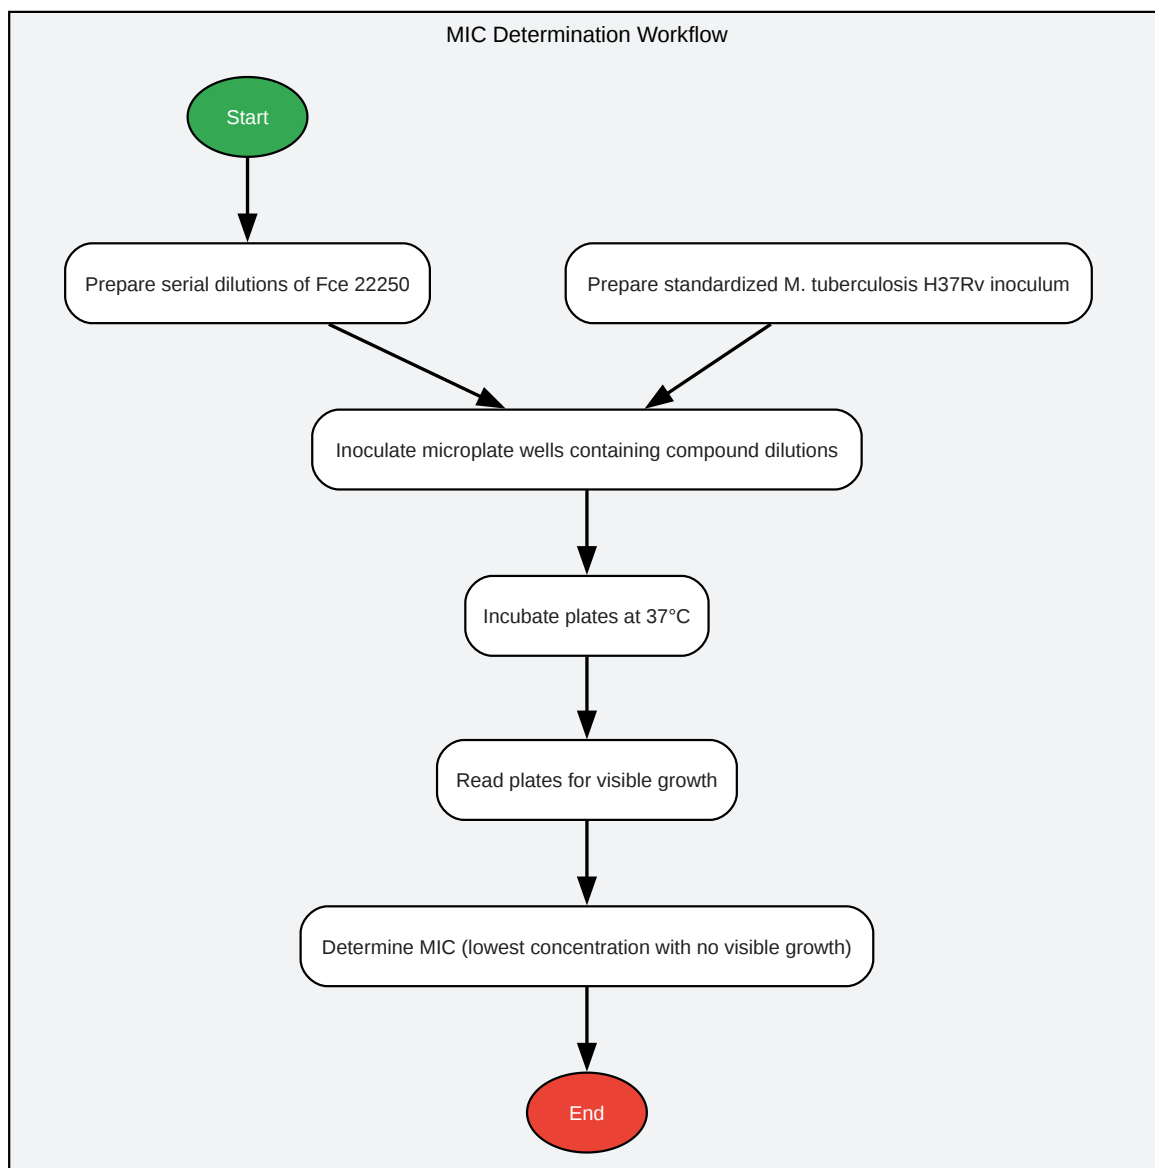 MIC Determination Workflow
Start
Prepare serial dilutions of Fce 22250
Prepare standardized M. tuberculosis H37Rv inoculum
Inoculate microplate wells containing compound dilutions
Incubate plates at 37°C
Read plates for visible growth
Determine MIC (lowest concentration with no visible growth)
End